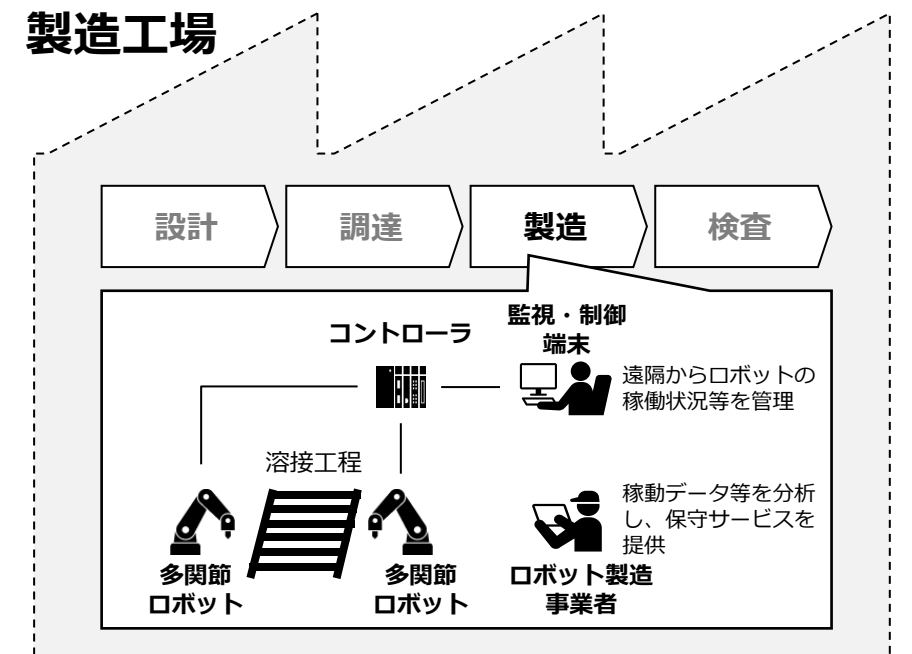 製造工場
設計
調達
製造
検査
コントローラ
監視・制御
端末
遠隔からロボットの
稼働状況等を管理
溶接工程
多関節
ロボット
多関節
ロボット
稼動データ等を分析
し、保守サービスを
提供
ロボット製造
事業者